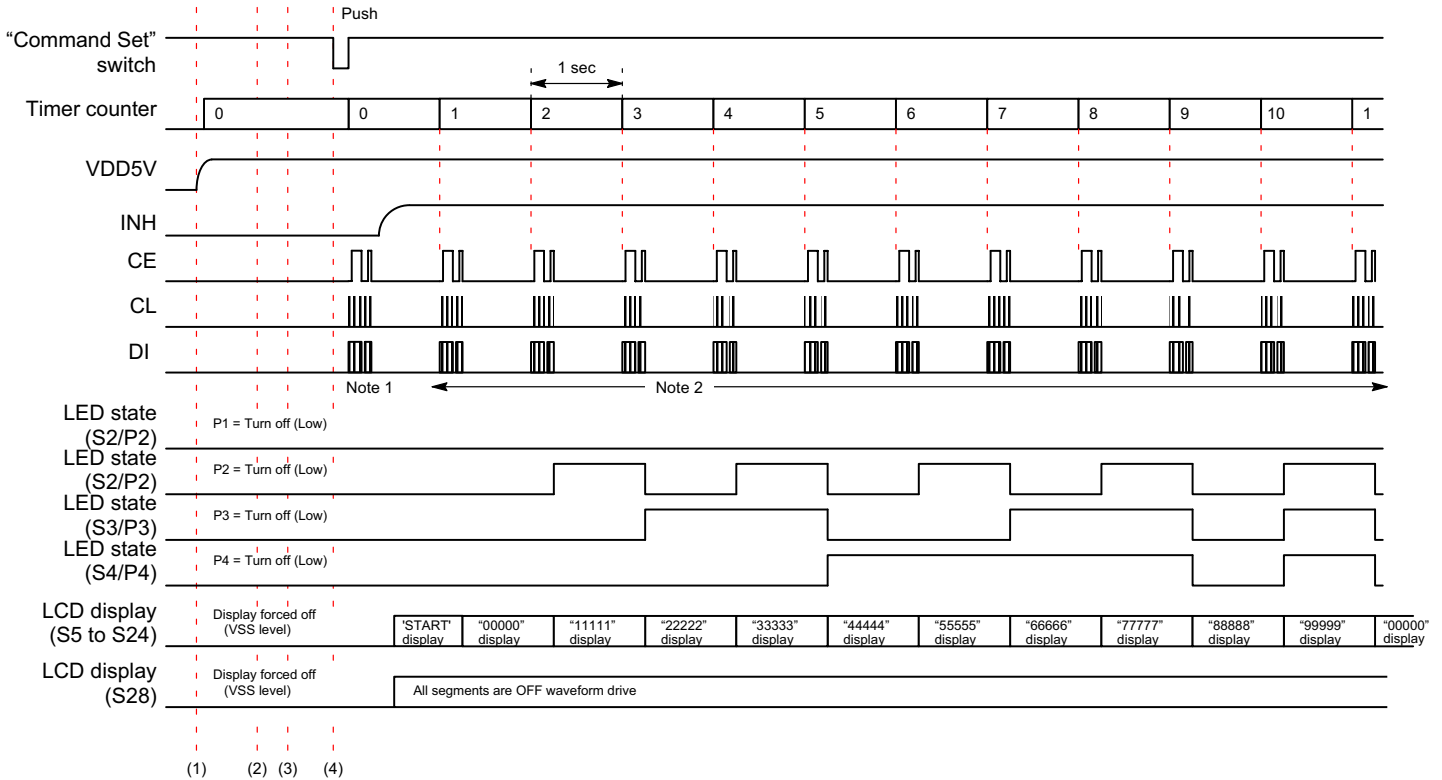 Push
“Command Set”
switch
1 sec
Timer counter
0 0 1 2 3 4 5 6 7 8 9 10 1
VDD5V
INH
CE
CL
DI
Note 1 Note 2
LED state
(S2/P2)
P1 = Turn off (Low)
LED state
(S2/P2)
P2 = Turn off (Low)
LED state
(S3/P3)
P3 = Turn off (Low)
LED state
(S4/P4)
P4 = Turn off (Low)
LCD display
(S5 to S24)
Display forced off
(VSS level)
'START'
display
“00000”
display
“11111”
display
“22222”
display
“33333”
display
“44444”
display
“55555”
display
“66666”
display
“77777”
display
“88888”
display
“99999”
display
“00000”
display
LCD display
(S28)
Display forced off
(VSS level)
All segments are OFF waveform drive
(1) (2) (3) (4)